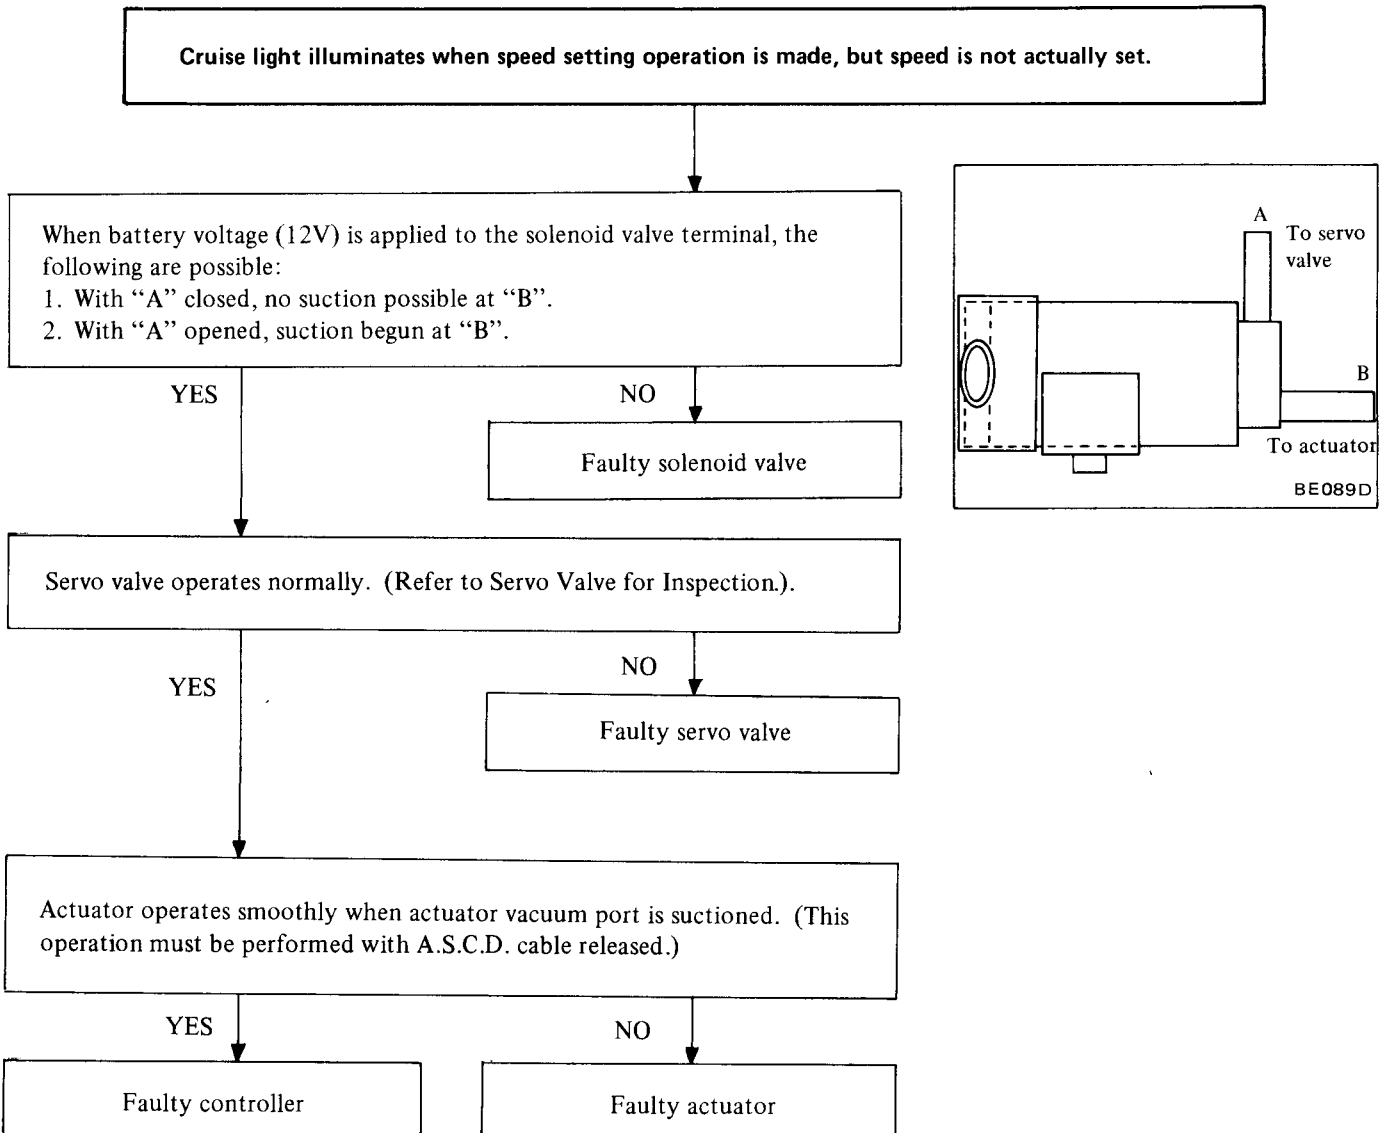 Cruise light illuminates when speed setting operation is made, but speed is not actually set.
When battery voltage (12V) is applied to the solenoid valve terminal, the
following are possible:
1. With “A” closed, no suction possible at “B”.
2. With “A” opened, suction begun at “B”.
A
To servo
valve
B
To actuator
BE089D
YES
NO
Faulty solenoid valve
Servo valve operates normally. (Refer to Servo Valve for Inspection.).
YES
NO
Faulty servo valve
Actuator operates smoothly when actuator vacuum port is suctioned. (This
operation must be performed with A.S.C.D. cable released.)
YES
NO
Faulty controller
Faulty actuator